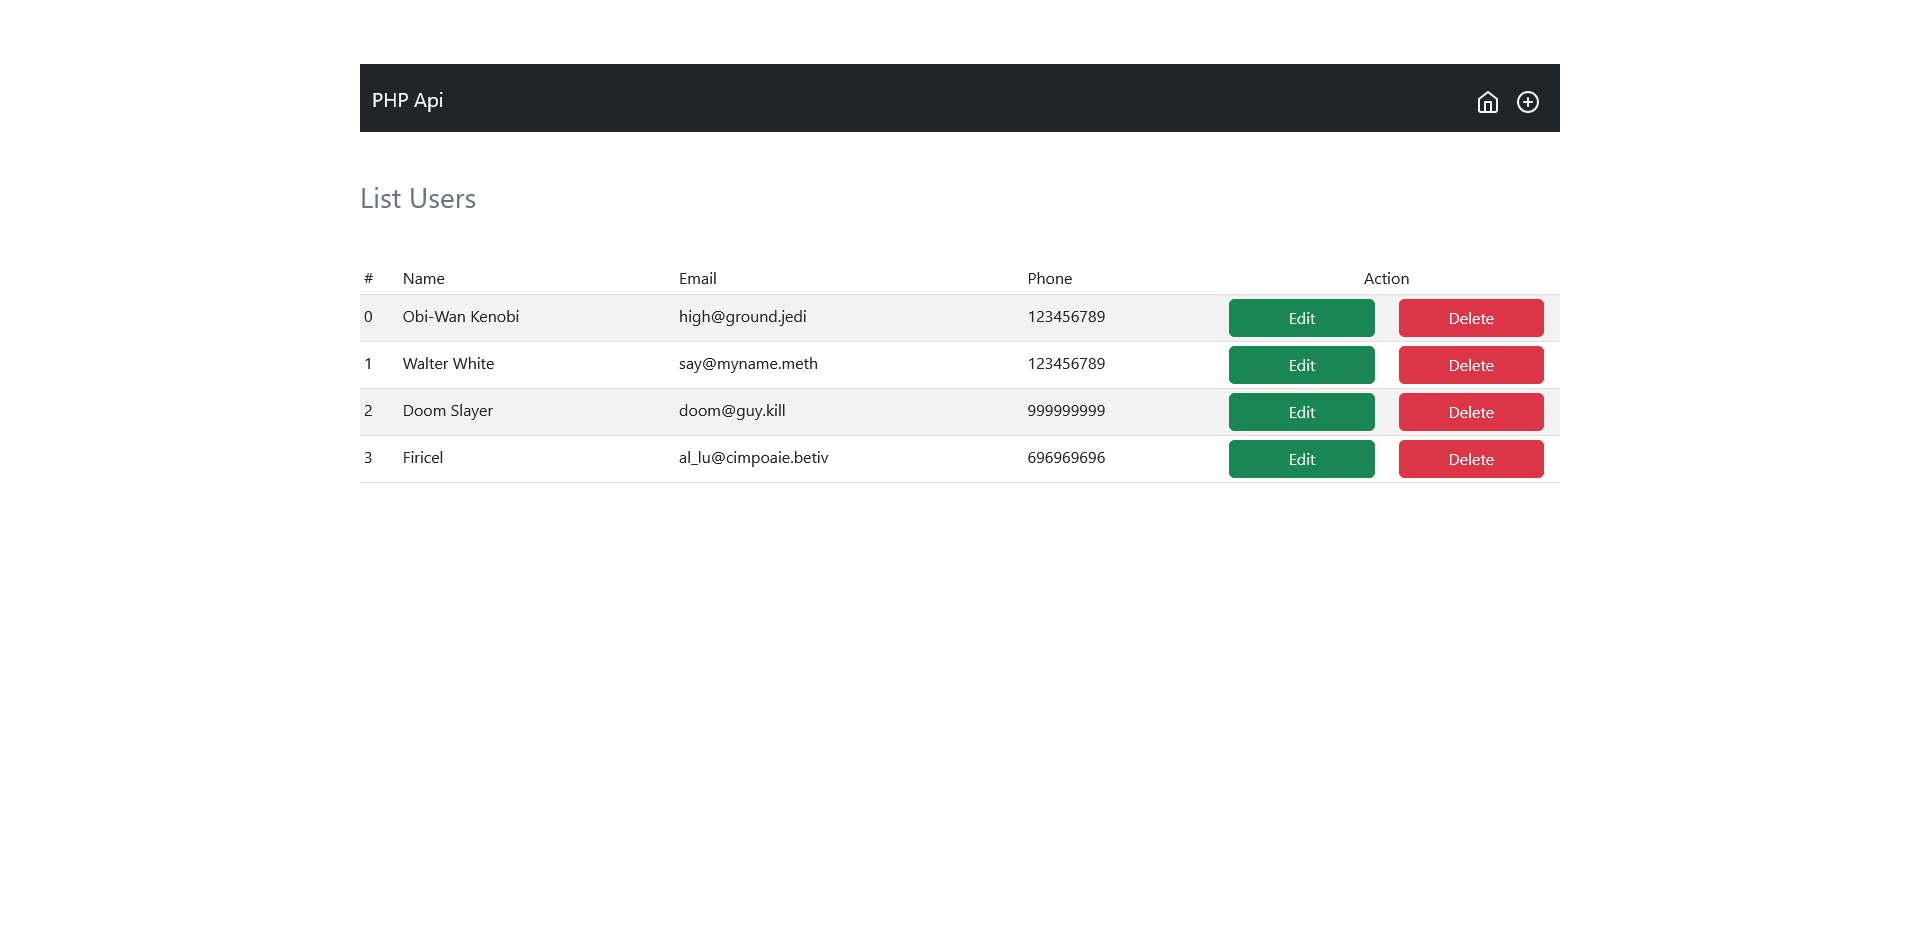 PHP Api
List Users
# Name Email Phone Action
0 Obi-Wan Kenobi high@ground.jedi 123456789 Edit Delete
1 Walter White say@myname.meth 123456789 Edit Delete
2 Doom Slayer doom@guy.kill 999999999 Edit Delete
3 Firicel al_lu@cimpoaie.betiv 696969696 Edit Delete